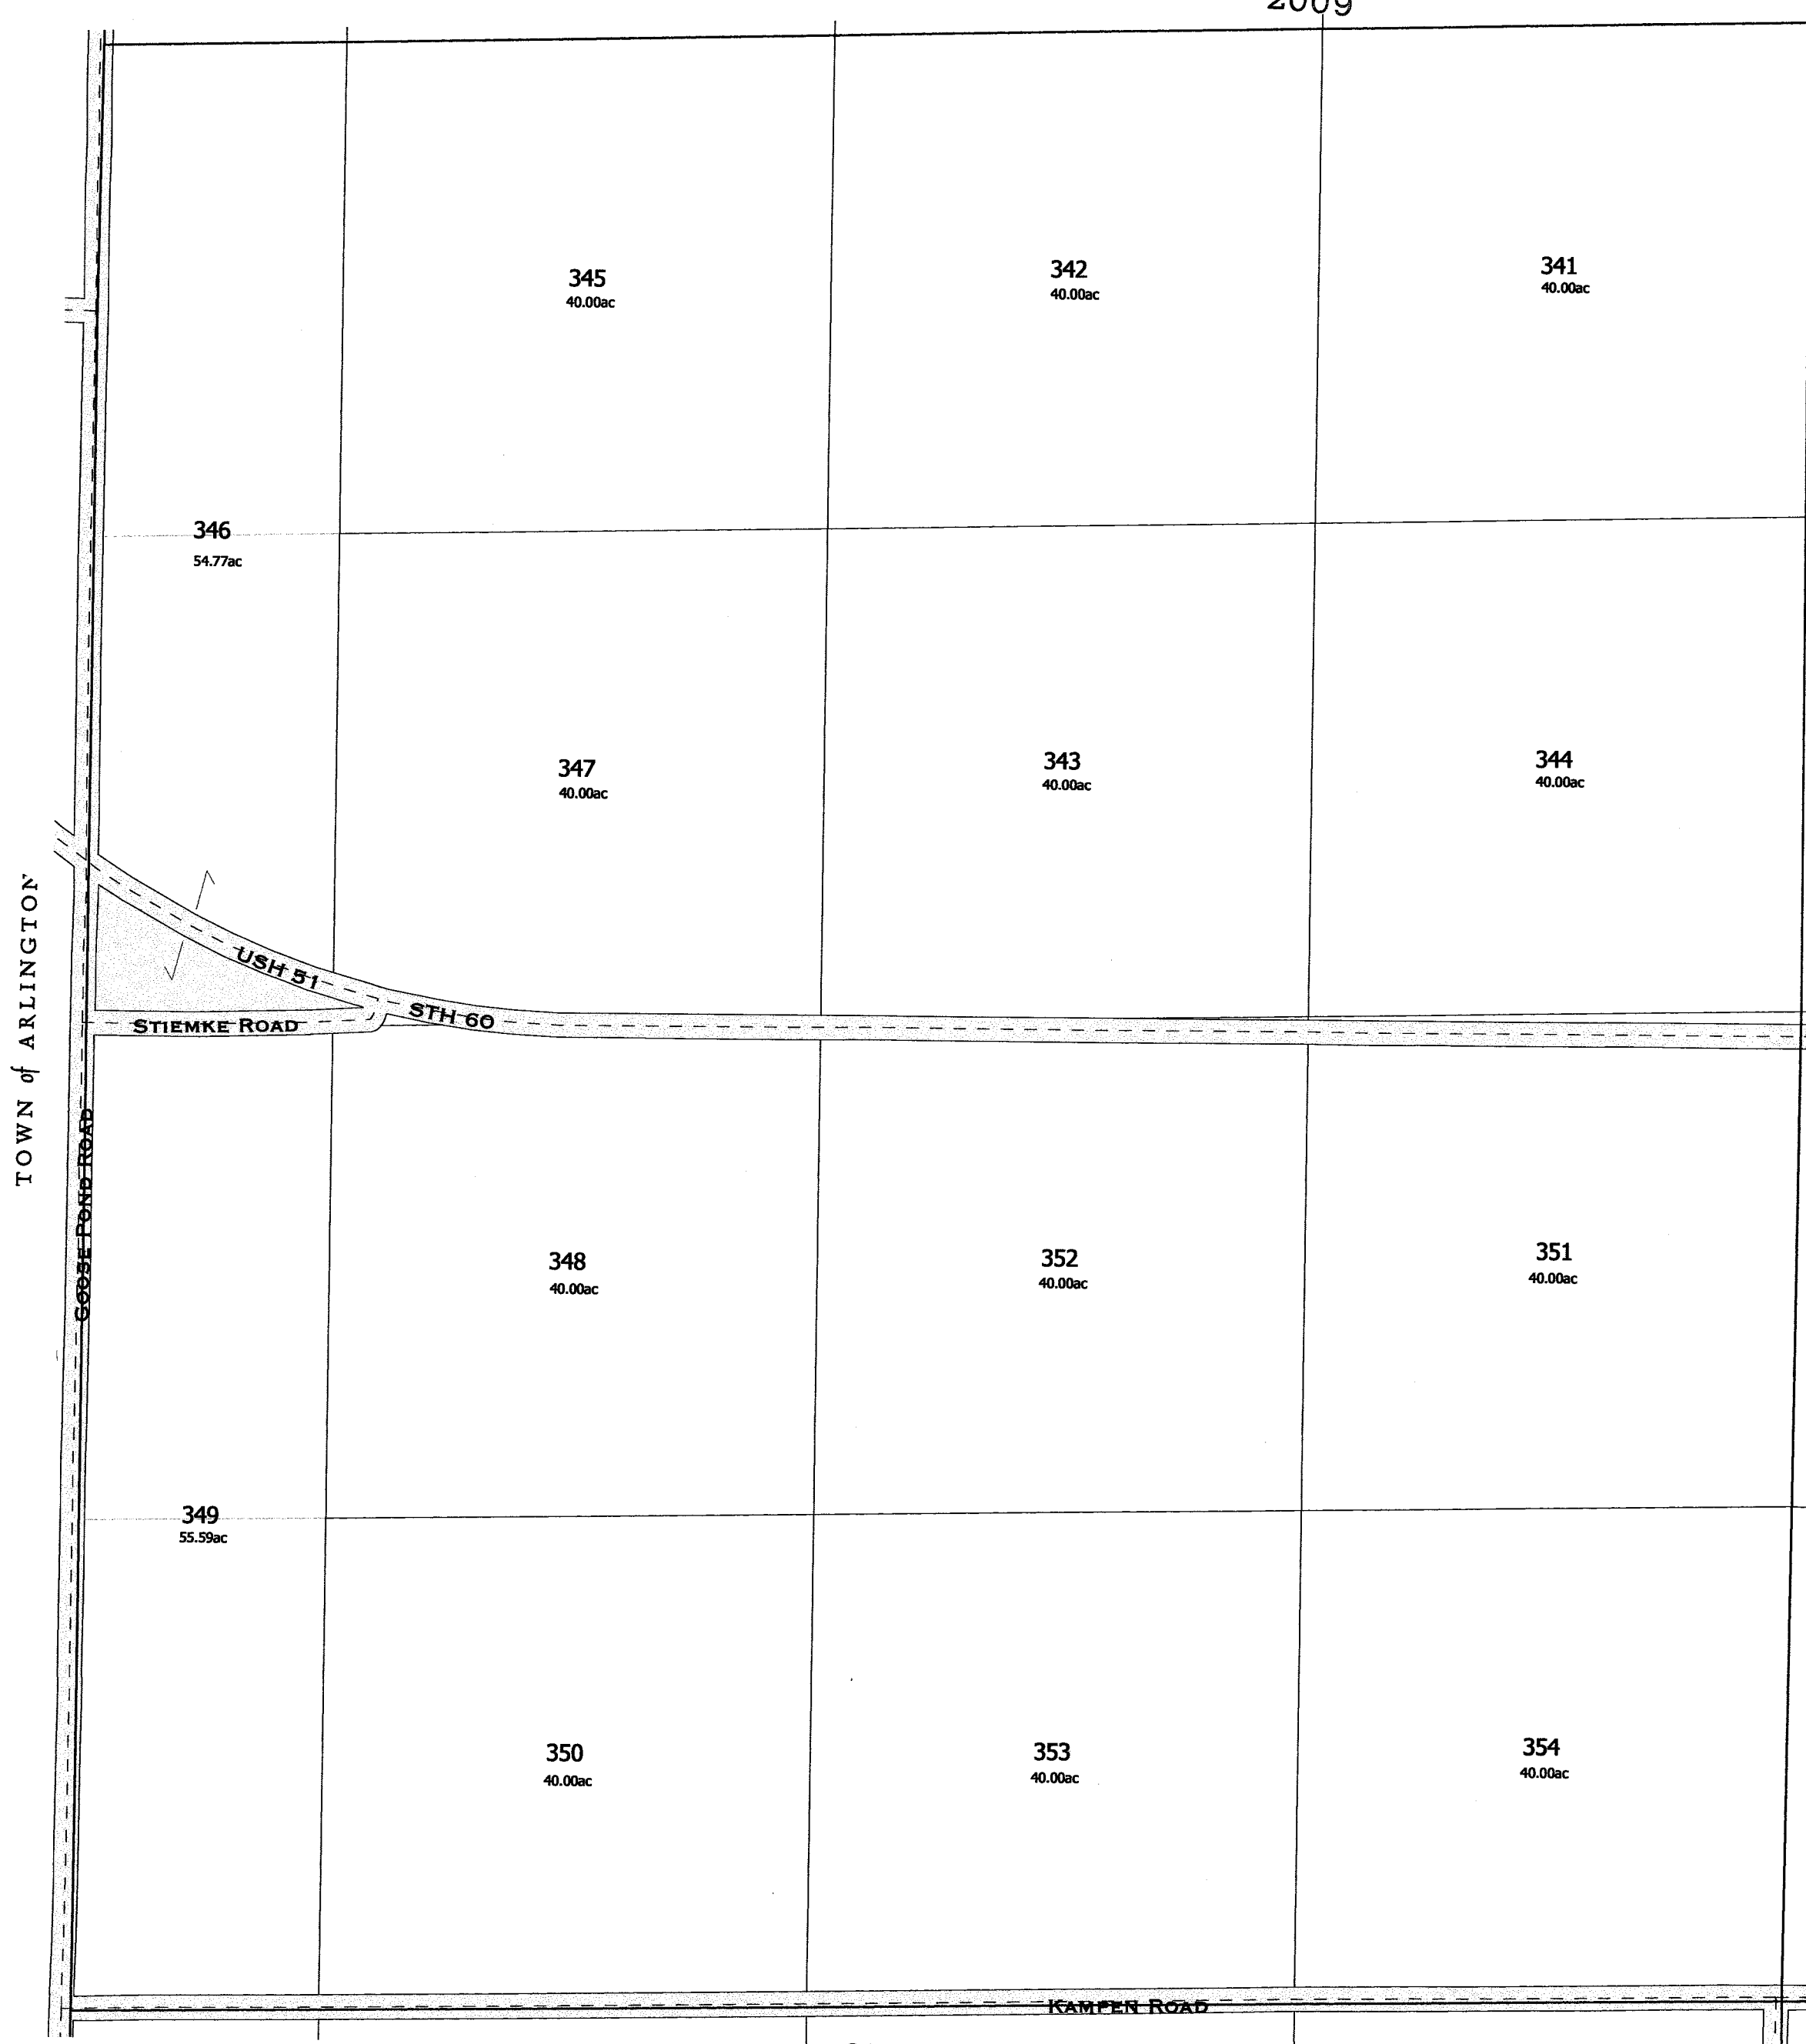 2009
345
40.00ac
342
40.00ac
341
40.00ac
346
54.77ac
347
40.00ac
343
40.00ac
344
40.00ac
USH 51
STH 60
STIEMKE ROAD
TOWN of ARLINGTON
GOOSE POND ROAD
348
40.00ac
352
40.00ac
351
40.00ac
349
55.59ac
350
40.00ac
353
40.00ac
354
40.00ac
KAMPEN ROAD